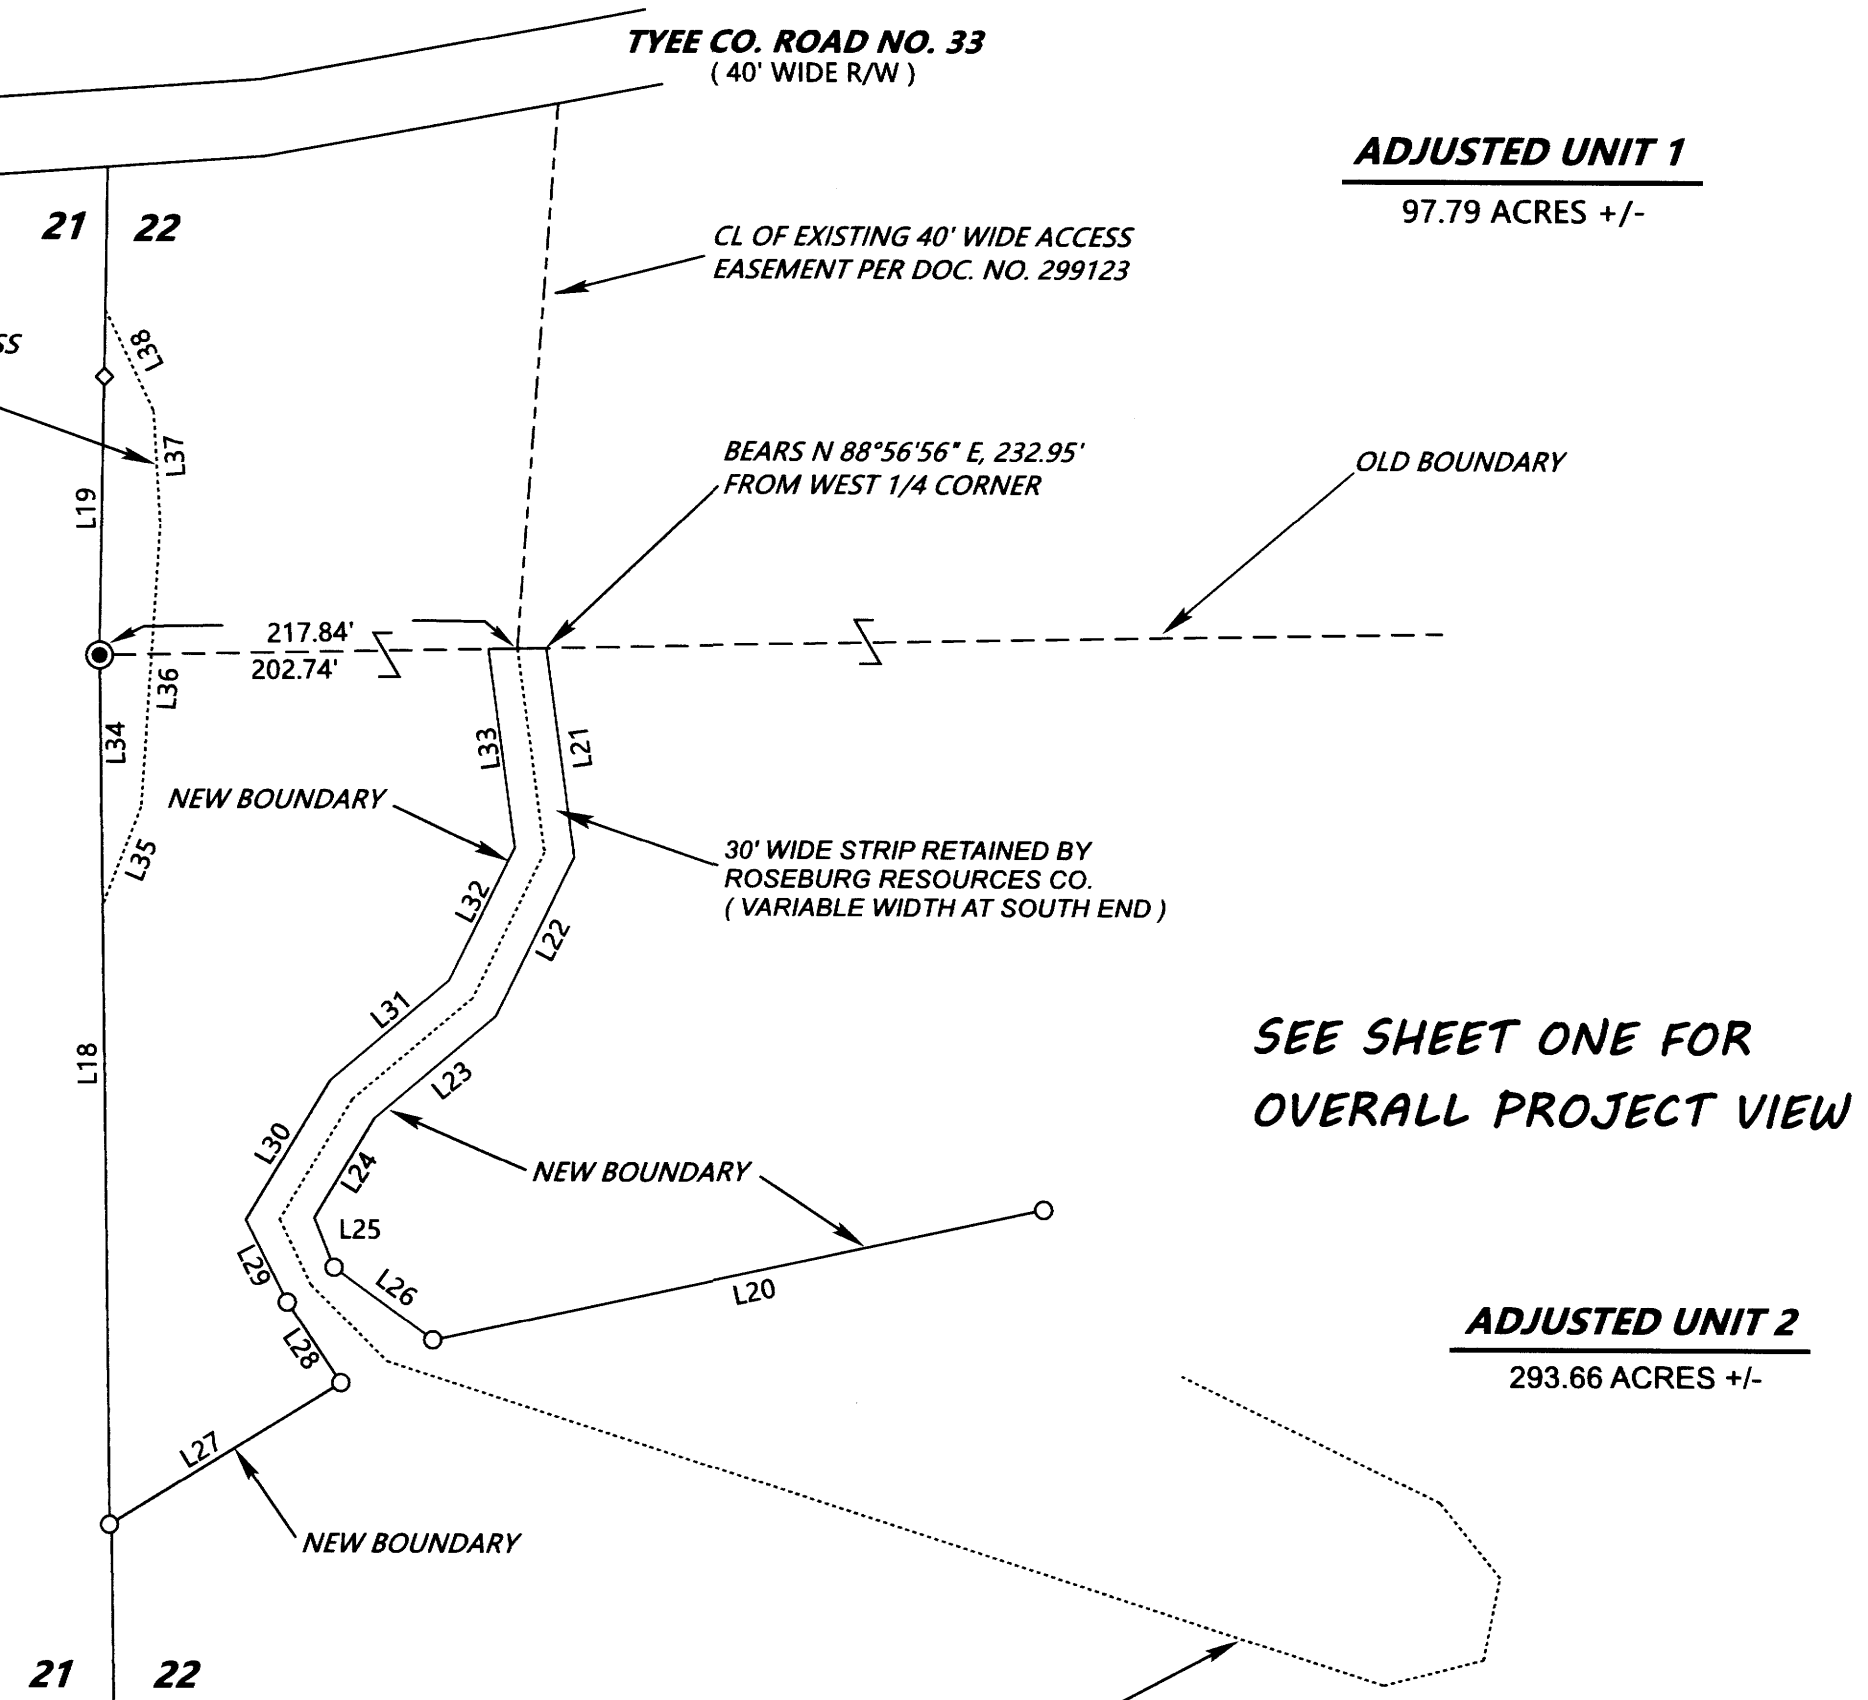 TYEE CO. ROAD NO. 33
( 40' WIDE R/W )
ADJUSTED UNIT 1
97.79 ACRES +/-
21 22
CL OF EXISTING 40' WIDE ACCESS
EASEMENT PER DOC. NO. 299123
SS
L38
L37
L19
BEARS N 88°56'56" E, 232.95'
FROM WEST 1/4 CORNER
OLD BOUNDARY
217.84'
202.74'
L36
L34
L33
L21
NEW BOUNDARY
L35
30' WIDE STRIP RETAINED BY
ROSEBURG RESOURCES CO.
( VARIABLE WIDTH AT SOUTH END )
L32
L22
L31
L18
L23
SEE SHEET ONE FOR
OVERALL PROJECT VIEW
L30
L24
NEW BOUNDARY
L25
L29
L26
L20
L28
ADJUSTED UNIT 2
293.66 ACRES +/-
L27
NEW BOUNDARY
21 22